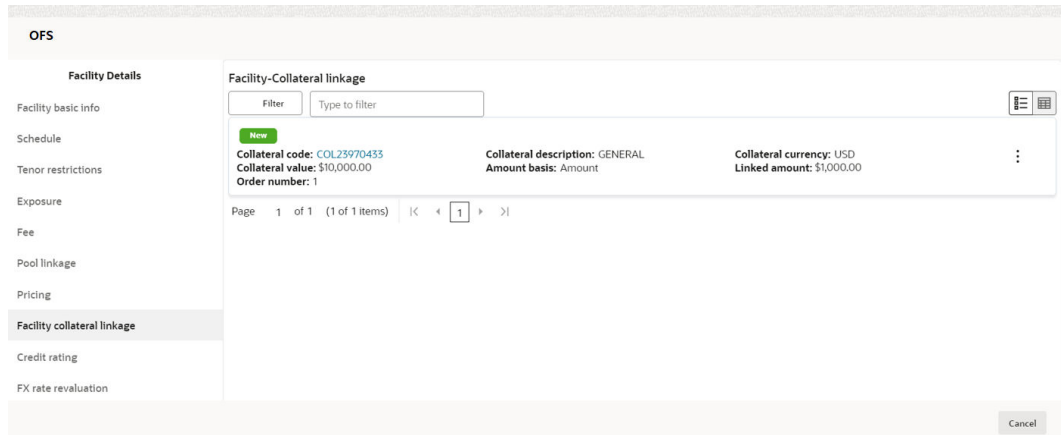 OFS
Facility Details
Facility basic info
Schedule
Tenor restrictions
Exposure
Fee
Pool linkage
Pricing
Facility collateral linkage
Credit rating
FX rate revaluation
Facility-Collateral linkage
Filter Type to filter
New
Collateral code: COL23970433 Collateral description: GENERAL Collateral currency: USD
Collateral value: $10,000.00 Amount basis: Amount Linked amount: $1,000.00
Order number: 1
Page 1 of 1 (1 of 1 items) 1
Cancel